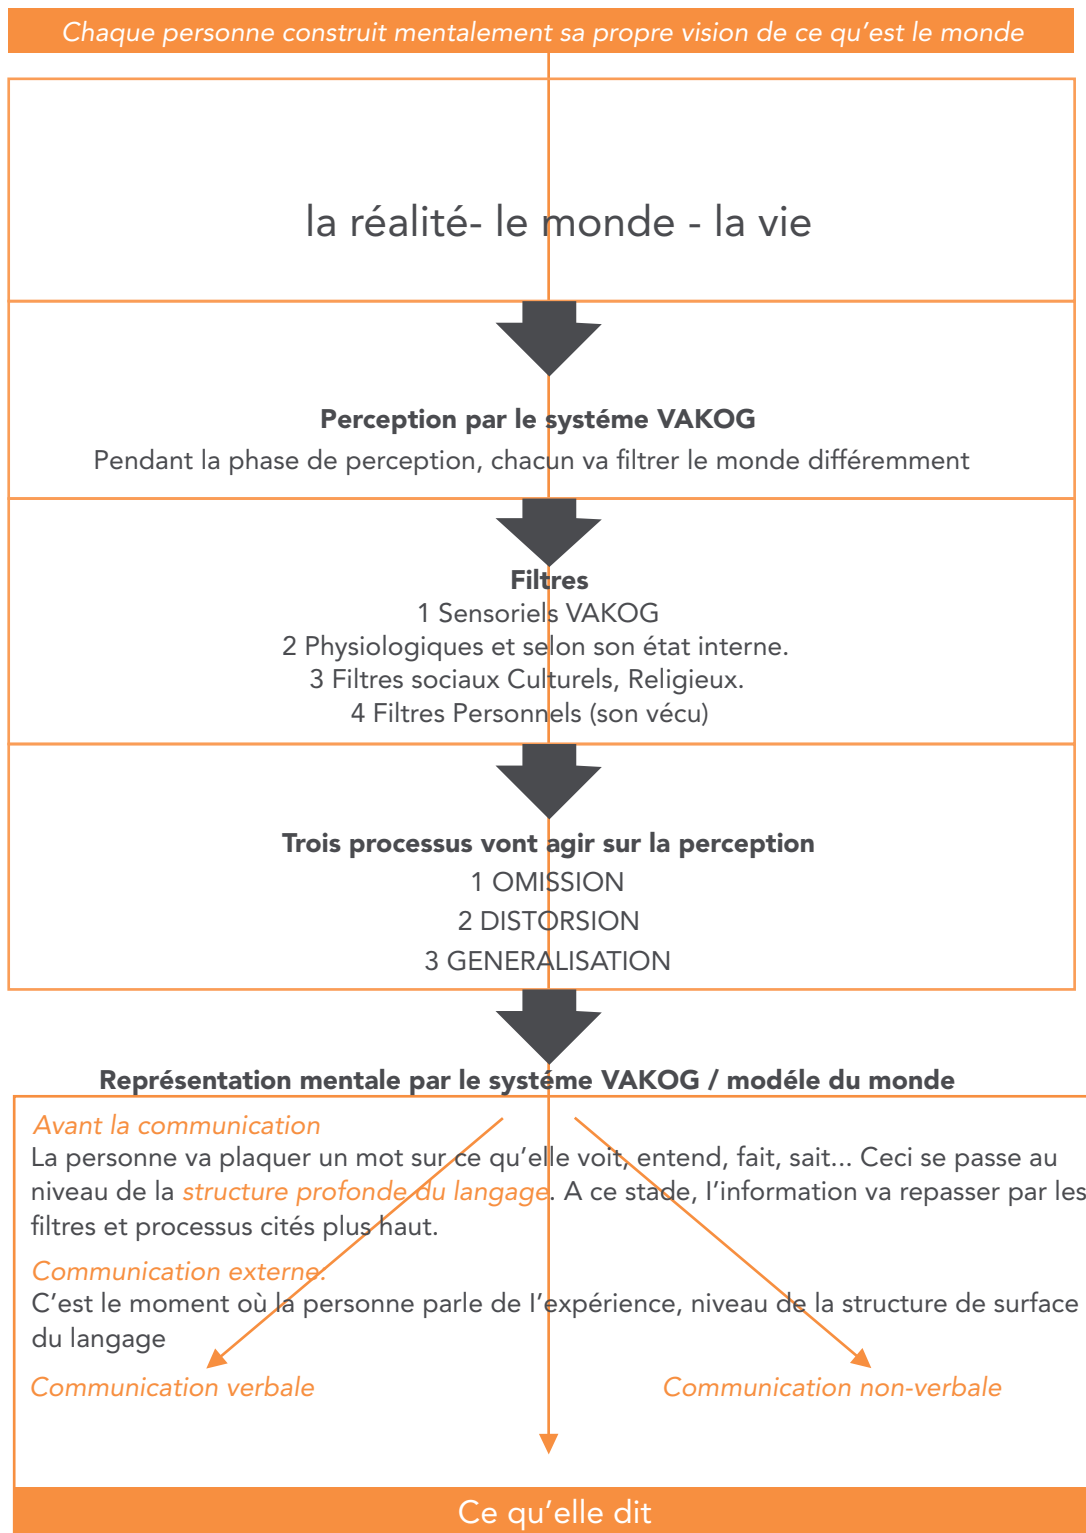 Chaque personne construit mentalement sa propre vision de ce qu'est le monde
la réalité- le monde - la vie
Perception par le systéme VAKOG
Pendant la phase de perception, chacun va filtrer le monde différemment
Filtres
1 Sensoriels VAKOG
2 Physiologiques et selon son état interne.
3 Filtres sociaux Culturels, Religieux.
4 Filtres Personnels (son vécu)
Trois processus vont agir sur la perception
1 OMISSION
2 DISTORSION
3 GENERALISATION
Représentation mentale par le systéme VAKOG / modéle du monde
Avant la communication
La personne va plaquer un mot sur ce qu'elle voit, entend, fait, sait... Ceci se passe au
niveau de la structure profonde du langage. A ce stade, l'information va repasser par les
filtres et processus cités plus haut.
Communication externe:
C'est le moment où la personne parle de l'expérience, niveau de la structure de surface
du langage
Communication verbale
Communication non-verbale
Ce qu'elle dit